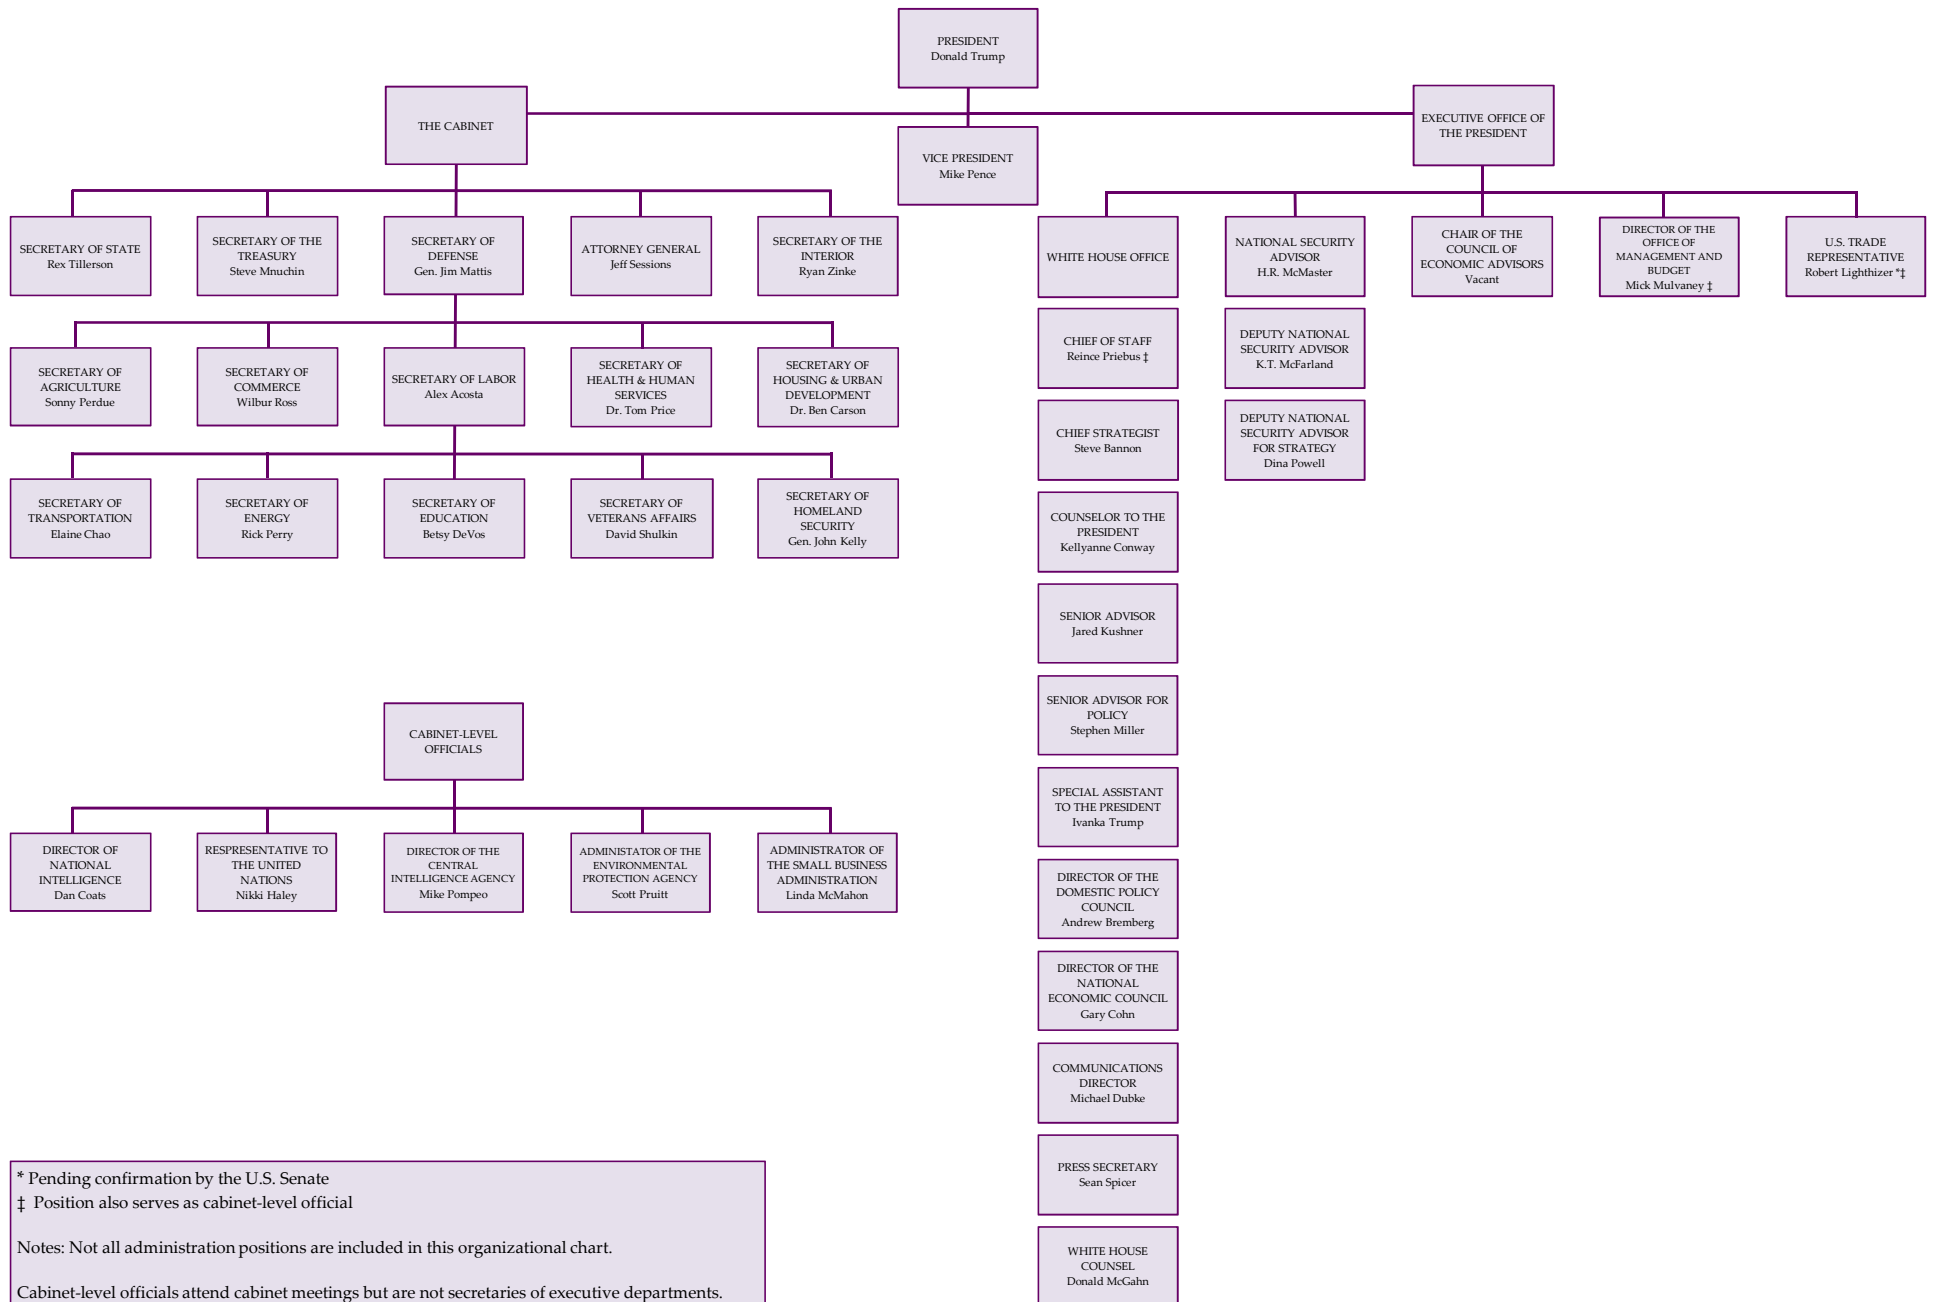 PRESIDENT
Donald Trump
THE CABINET
EXECUTIVE OFFICE OF
THE PRESIDENT
VICE PRESIDENT
Mike Pence
SECRETARY OF STATE
Rex Tillerson
SECRETARY OF THE
TREASURY
Steve Mnuchin
SECRETARY OF
DEFENSE
Gen. Jim Mattis
ATTORNEY GENERAL
Jeff Sessions
SECRETARY OF THE
INTERIOR
Ryan Zinke
SECRETARY OF
AGRICULTURE
Sonny Perdue
SECRETARY OF
COMMERCE
Wilbur Ross
SECRETARY OF LABOR
Alex Acosta
SECRETARY OF
HEALTH & HUMAN
SERVICES
Dr. Tom Price
SECRETARY OF
HOUSING & URBAN
DEVELOPMENT
Dr. Ben Carson
SECRETARY OF
TRANSPORTATION
Elaine Chao
SECRETARY OF
ENERGY
Rick Perry
SECRETARY OF
EDUCATION
Betsy DeVos
SECRETARY OF
VETERANS AFFAIRS
David Shulkin
SECRETARY OF
HOMELAND
SECURITY
Gen. John Kelly
CABINET-LEVEL
OFFICIALS
DIRECTOR OF
NATIONAL
INTELLIGENCE
Dan Coats
RESPRESENTATIVE TO
THE UNITED
NATIONS
Nikki Haley
DIRECTOR OF THE
CENTRAL
INTELLIGENCE AGENCY
Mike Pompeo
ADMINISTATOR OF THE
ENVIRONMENTAL
PROTECTION AGENCY
Scott Pruitt
ADMINISTRATOR OF
THE SMALL BUSINESS
ADMINISTRATION
Linda McMahon
WHITE HOUSE OFFICE
NATIONAL SECURITY
ADVISOR
H.R. McMaster
CHAIR OF THE
COUNCIL OF
ECONOMIC ADVISORS
Vacant
DIRECTOR OF THE
OFFICE OF
MANAGEMENT AND
BUDGET
Mick Mulvaney ‡
U.S. TRADE
REPRESENTATIVE
Robert Lighthizer *‡
CHIEF OF STAFF
Reince Priebus ‡
DEPUTY NATIONAL
SECURITY ADVISOR
K.T. McFarland
CHIEF STRATEGIST
Steve Bannon
DEPUTY NATIONAL
SECURITY ADVISOR
FOR STRATEGY
Dina Powell
COUNSELOR TO THE
PRESIDENT
Kellyanne Conway
SENIOR ADVISOR
Jared Kushner
SENIOR ADVISOR FOR
POLICY
Stephen Miller
SPECIAL ASSISTANT
TO THE PRESIDENT
Ivanka Trump
DIRECTOR OF THE
DOMESTIC POLICY
COUNCIL
Andrew Bremberg
DIRECTOR OF THE
NATIONAL
ECONOMIC COUNCIL
Gary Cohn
COMMUNICATIONS
DIRECTOR
Michael Dubke
PRESS SECRETARY
Sean Spicer
WHITE HOUSE
COUNSEL
Donald McGahn
* Pending confirmation by the U.S. Senate
‡ Position also serves as cabinet-level official
Notes: Not all administration positions are included in this organizational chart.
Cabinet-level officials attend cabinet meetings but are not secretaries of executive departments.